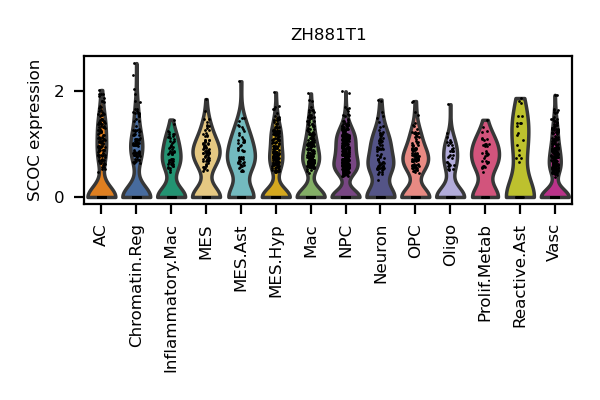 ZH881T1
SCOC expression
2
0
AC
Chromatin.Reg
Inflammatory.Mac
MES
MES.Ast
MES.Hyp
Mac
NPC
Neuron
OPC
Oligo
Prolif.Metab
Reactive.Ast
Vasc